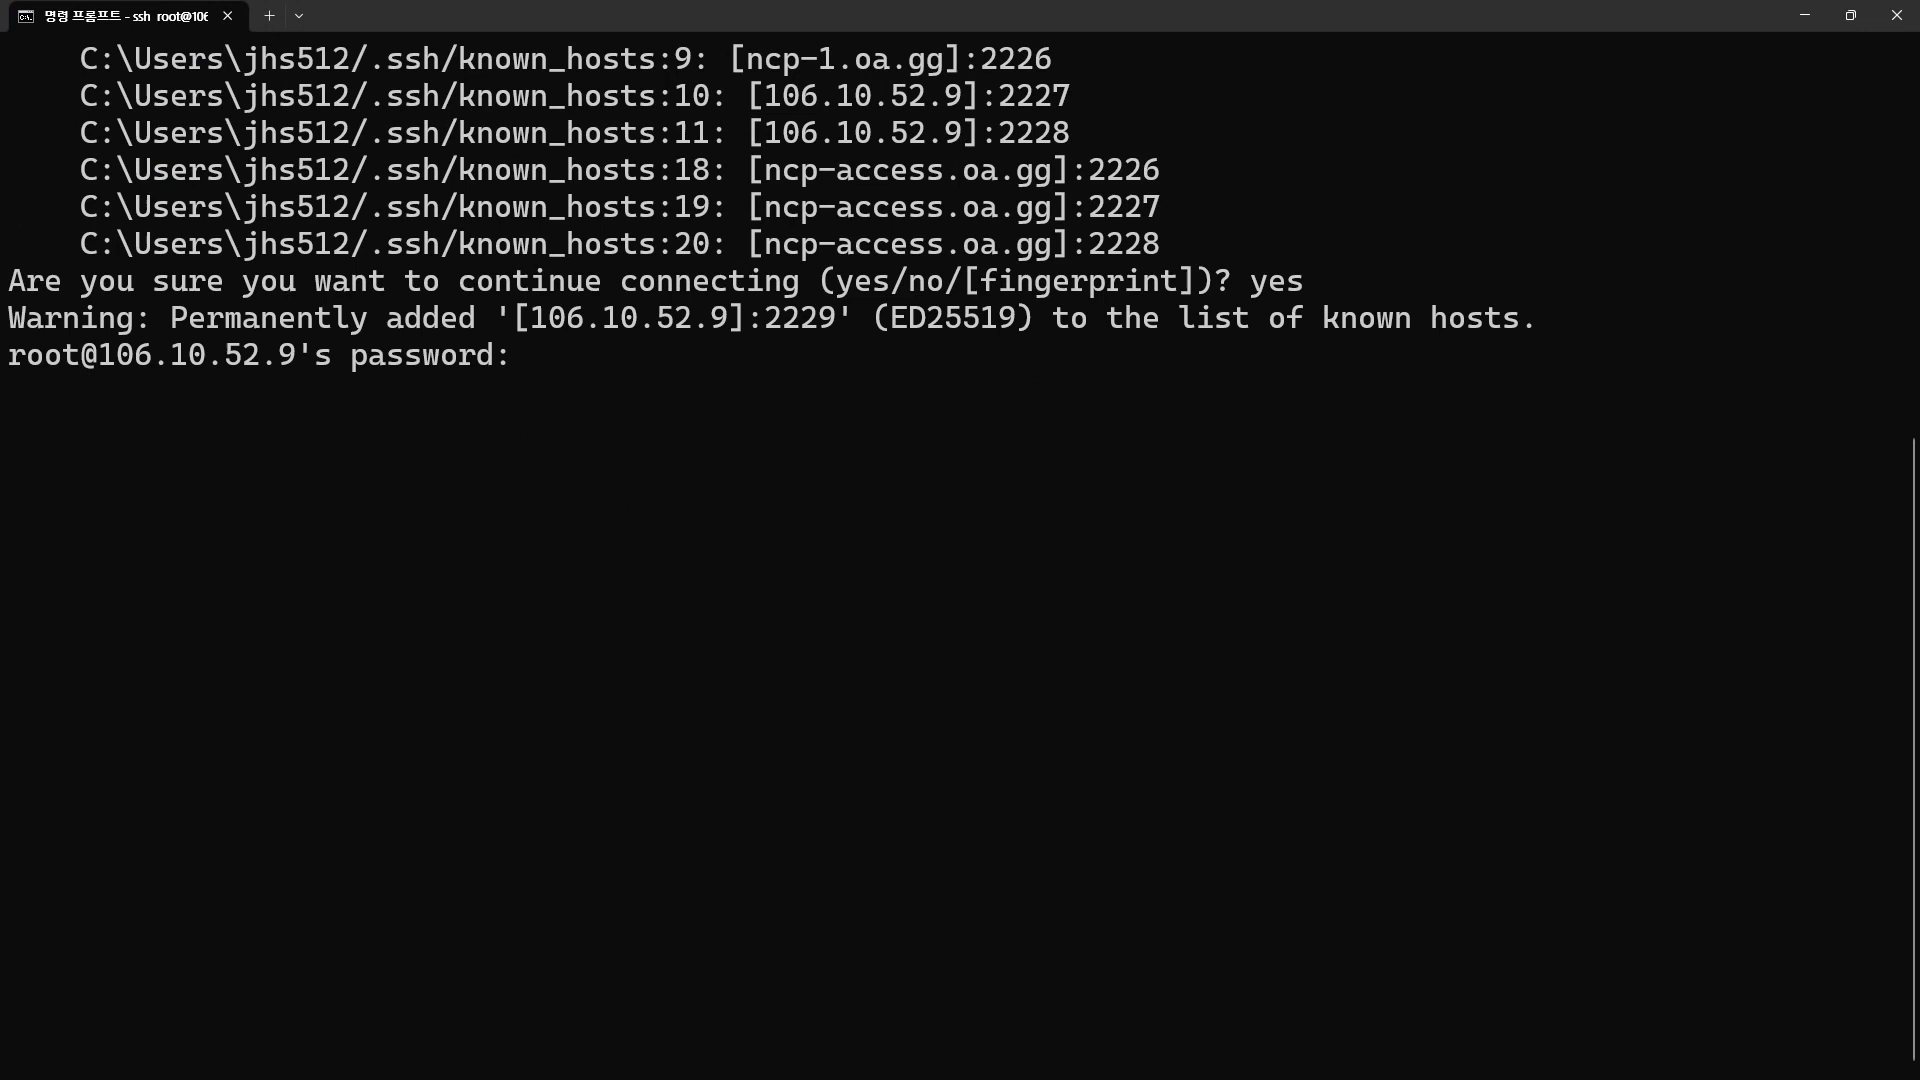 명령 프롬프트 - ssh root@106
C:\Users\jhs512/.ssh/known_hosts:9: [ncp-1.oa.gg]:2226
C:\Users\jhs512/.ssh/known_hosts:10: [106.10.52.9]:2227
C:\Users\jhs512/.ssh/known_hosts:11: [106.10.52.9]:2228
C:\Users\jhs512/.ssh/known_hosts:18: [ncp-access.oa.gg]:2226
C:\Users\jhs512/.ssh/known_hosts:19: [ncp-access.oa.gg]:2227
C:\Users\jhs512/.ssh/known_hosts:20: [ncp-access.oa.gg]:2228
Are you sure you want to continue connecting (yes/no/[fingerprint])? yes
Warning: Permanently added '[106.10.52.9]:2229' (ED25519) to the list of known hosts.
root@106.10.52.9's password: